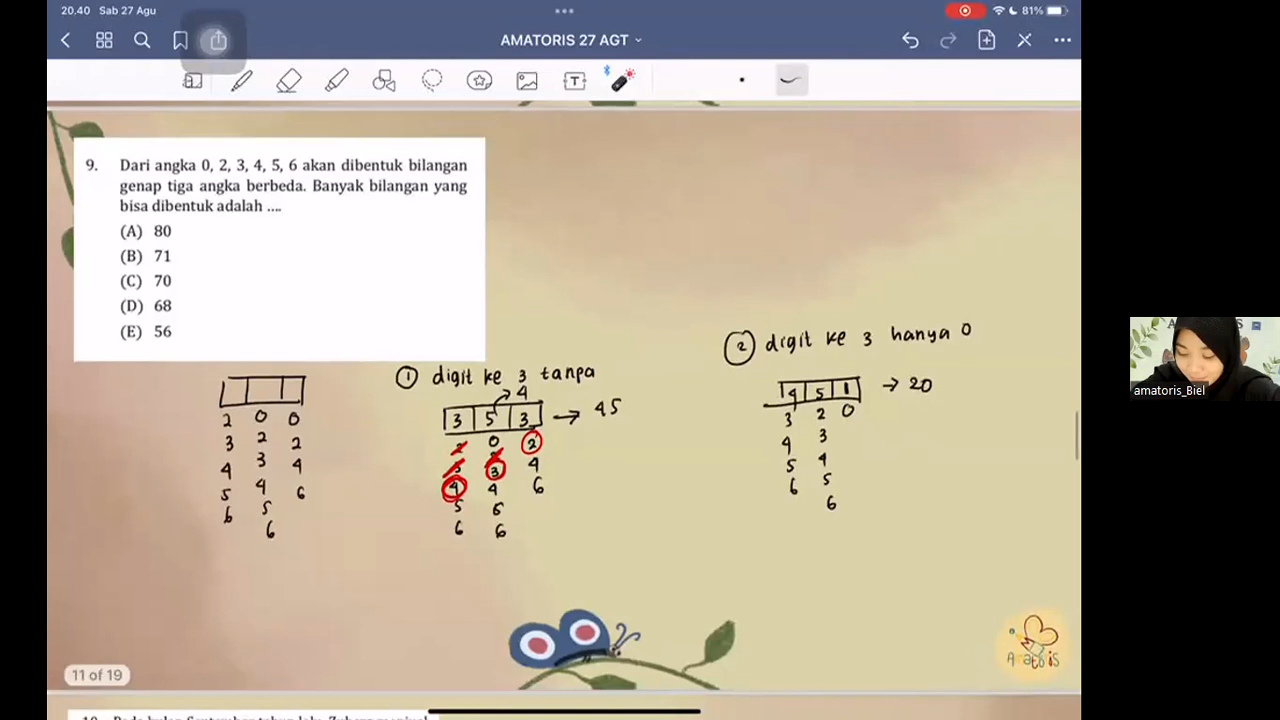 20.40 Sab 27 Agu
81%
AMATORIS 27 AGT
T
9. Dari angka 0, 2, 3, 4, 5, 6 akan dibentuk bilangan
genap tiga angka berbeda. Banyak bilangan yang
bisa dibentuk adalah ....
(A) 80
(B) 71
(C) 70
(D) 68
(E) 56
2 0 0
3 2 2
4 3 4
5 4 6
6 5
6
1 digit ke 3 tanpa
4
3 5 3 → 45
2 0 2
3 2 4
4 3 6
5 4
6 5
6
2 digit ke 3 hanya 0
4 5 1 → 20
3 2 0
4 3
5 4
6 5
6
amatoris_Biel
Amatoris
11 of 19